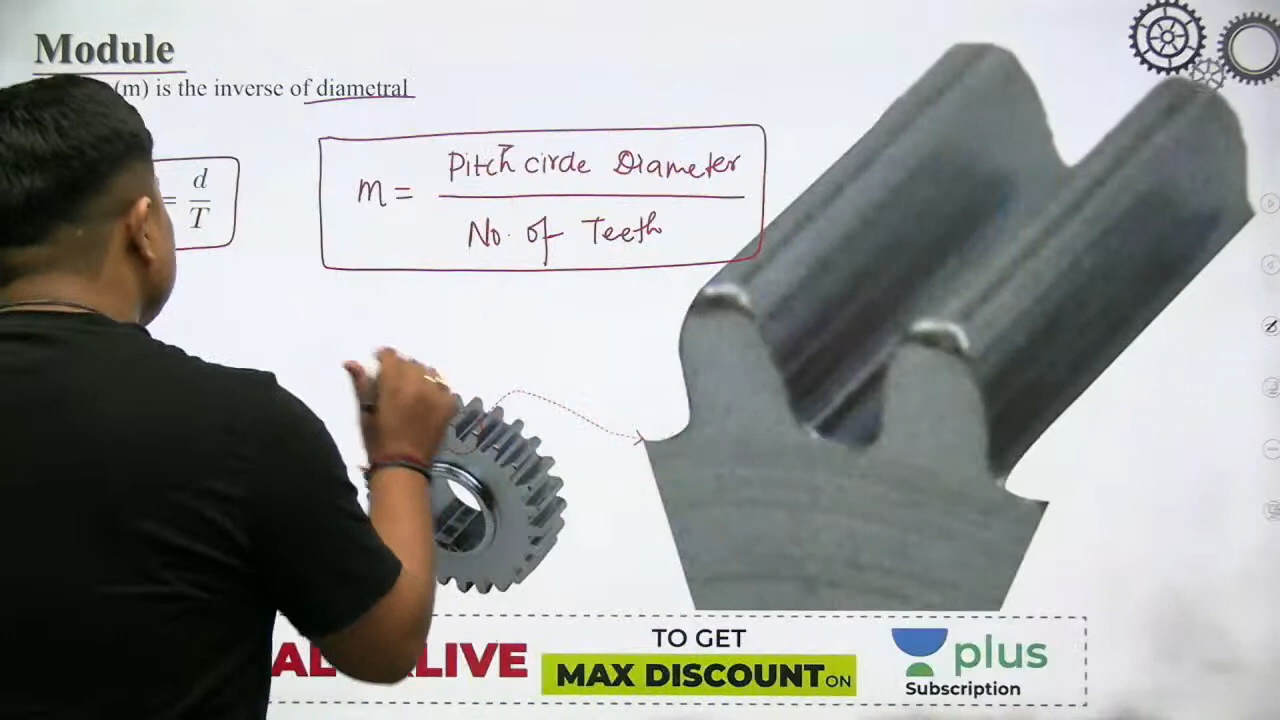 Module
(m) is the inverse of diametral
= d
T
m = Pitch circle Diameter
No. of Teeth
LIVE
TO GET
MAX DISCOUNT ON
plus
Subscription